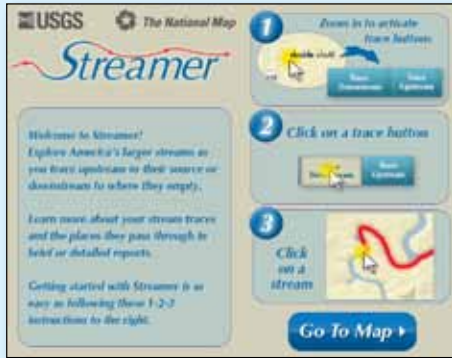 USGS
The National Map
Streamer
Welcome to Streamer!
Explore America's larger streams as
you trace upstream to their source or
downstream to where they empty.
Learn more about your stream traces
and the places they pass through in
brief or detailed reports.
Getting started with Streamer is as
easy as following these 1-2-3
instructions to the right.
1
Zoom in to activate
trace buttons
double click
Trace
Downstream
Trace
Upstream
2
Click on a trace button
Trace
Upstream
3
Click
on a
stream
Go To Map